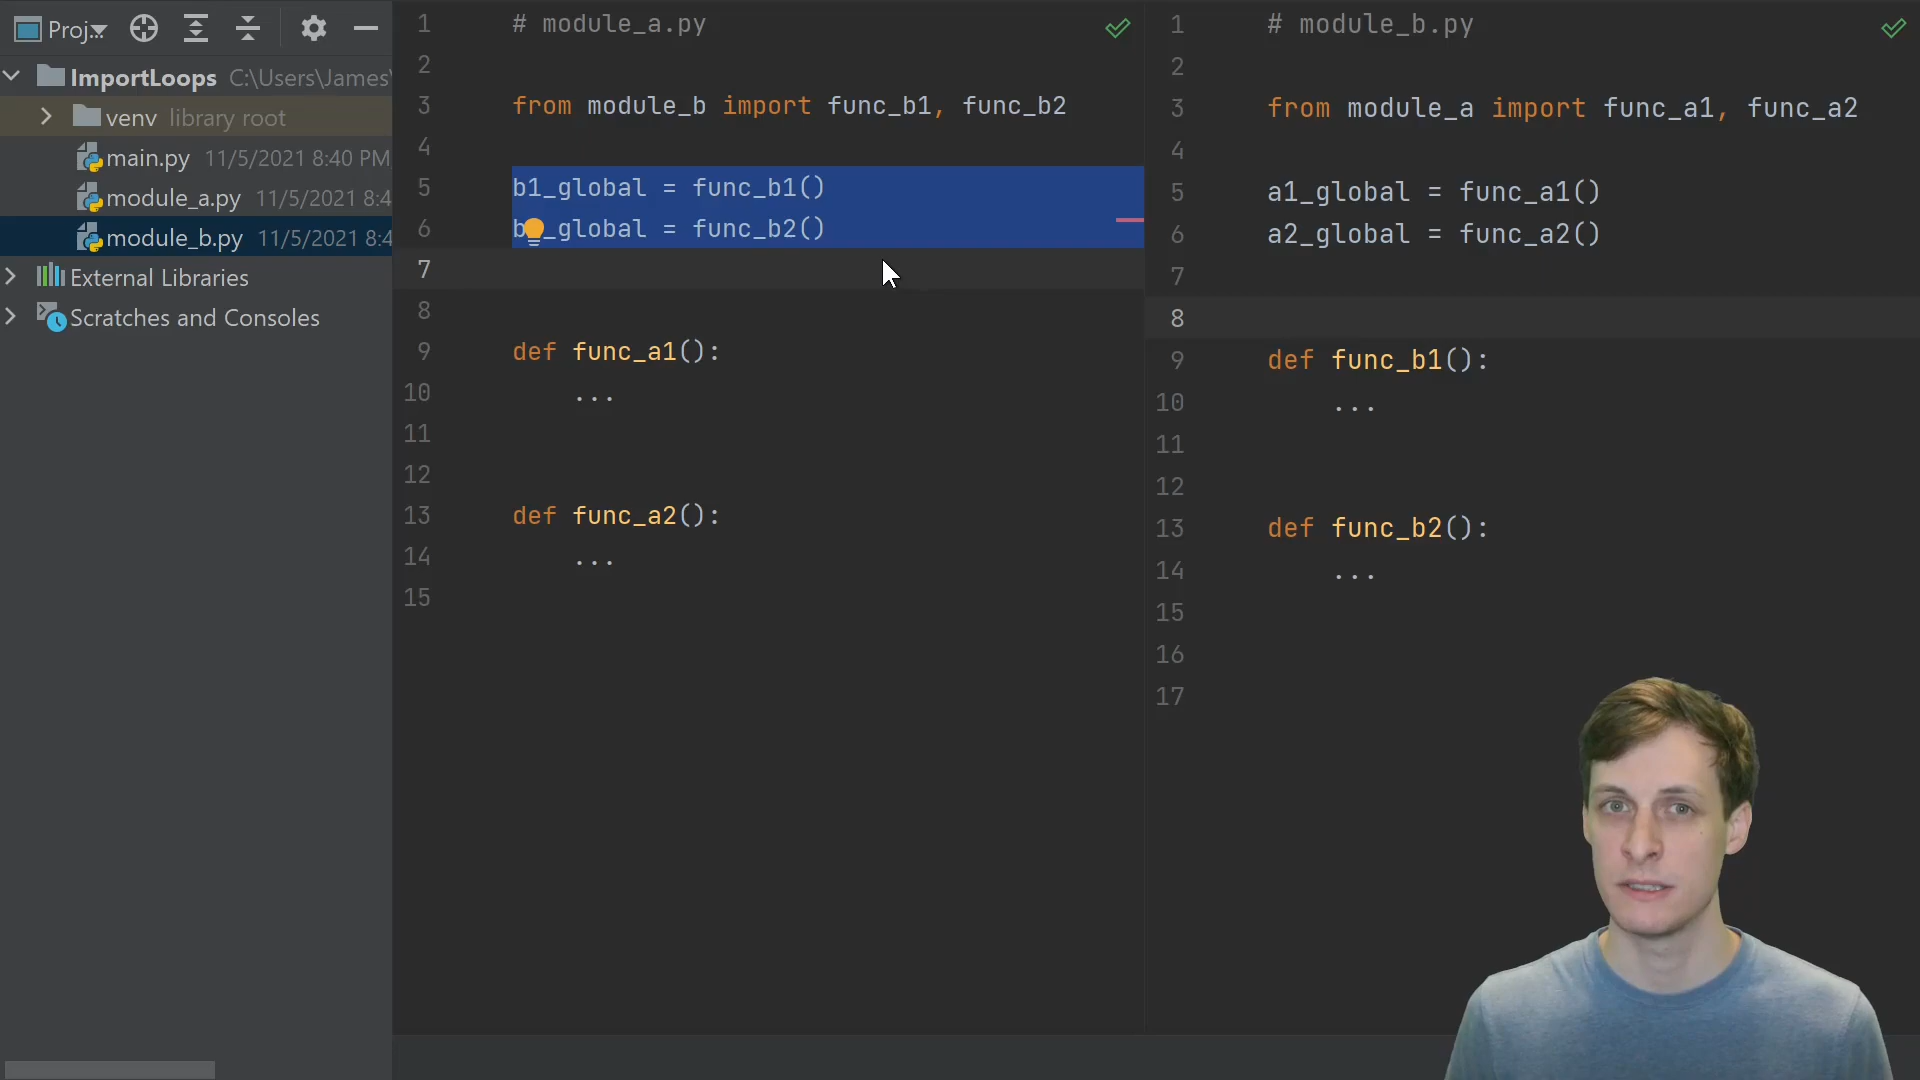 Proj...
ImportLoops C:\Users\James\
venv library root
main.py 11/5/2021 8:40 PM,
module_a.py 11/5/2021 8:4
module_b.py 11/5/2021 8:4
External Libraries
Scratches and Consoles
1 # module_a.py
2
3 from module_b import func_b1, func_b2
4
5 b1_global = func_b1()
6 b _global = func_b2()
7
8
9 def func_a1():
10 ...
11
12
13 def func_a2():
14 ...
15
1 # module_b.py
2
3 from module_a import func_a1, func_a2
4
5 a1_global = func_a1()
6 a2_global = func_a2()
7
8
9 def func_b1():
10 ...
11
12
13 def func_b2():
14 ...
15
16
17